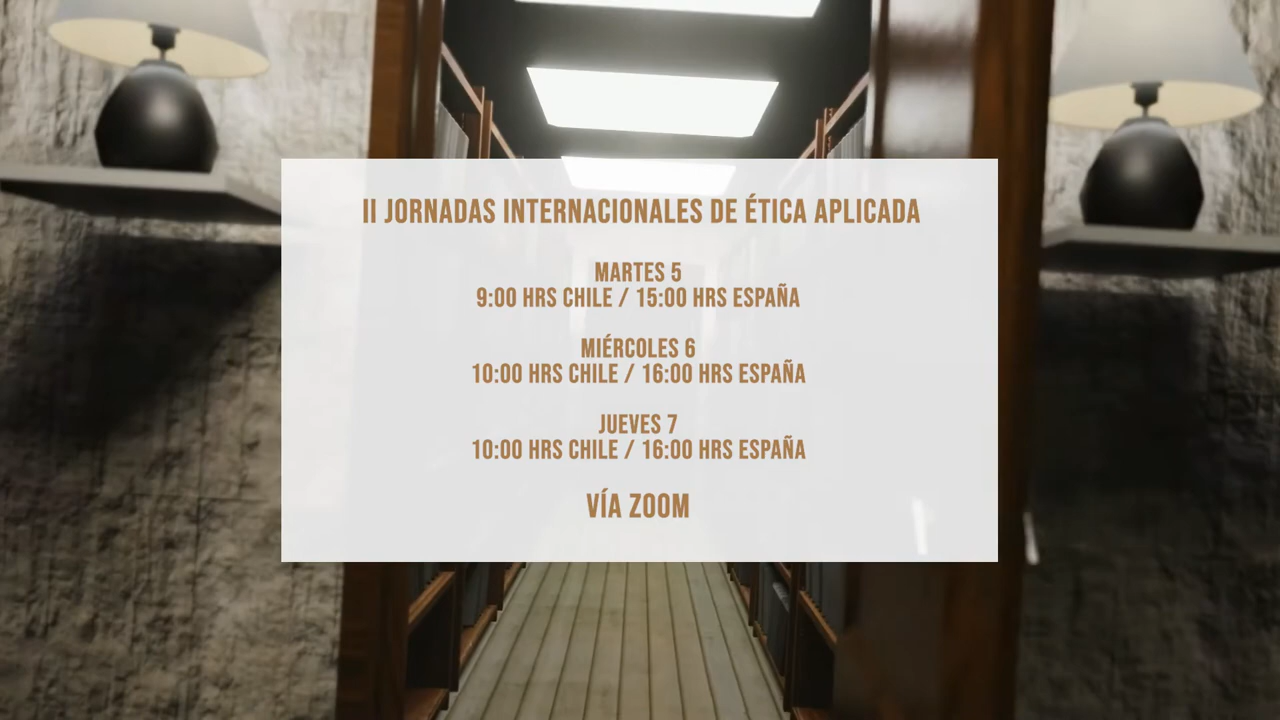 II JORNADAS INTERNACIONALES DE ÉTICA APLICADA
MARTES 5
9:00 HRS CHILE / 15:00 HRS ESPAÑA
MIÉRCOLES 6
10:00 HRS CHILE / 16:00 HRS ESPAÑA
JUEVES 7
10:00 HRS CHILE / 16:00 HRS ESPAÑA
VÍA ZOOM